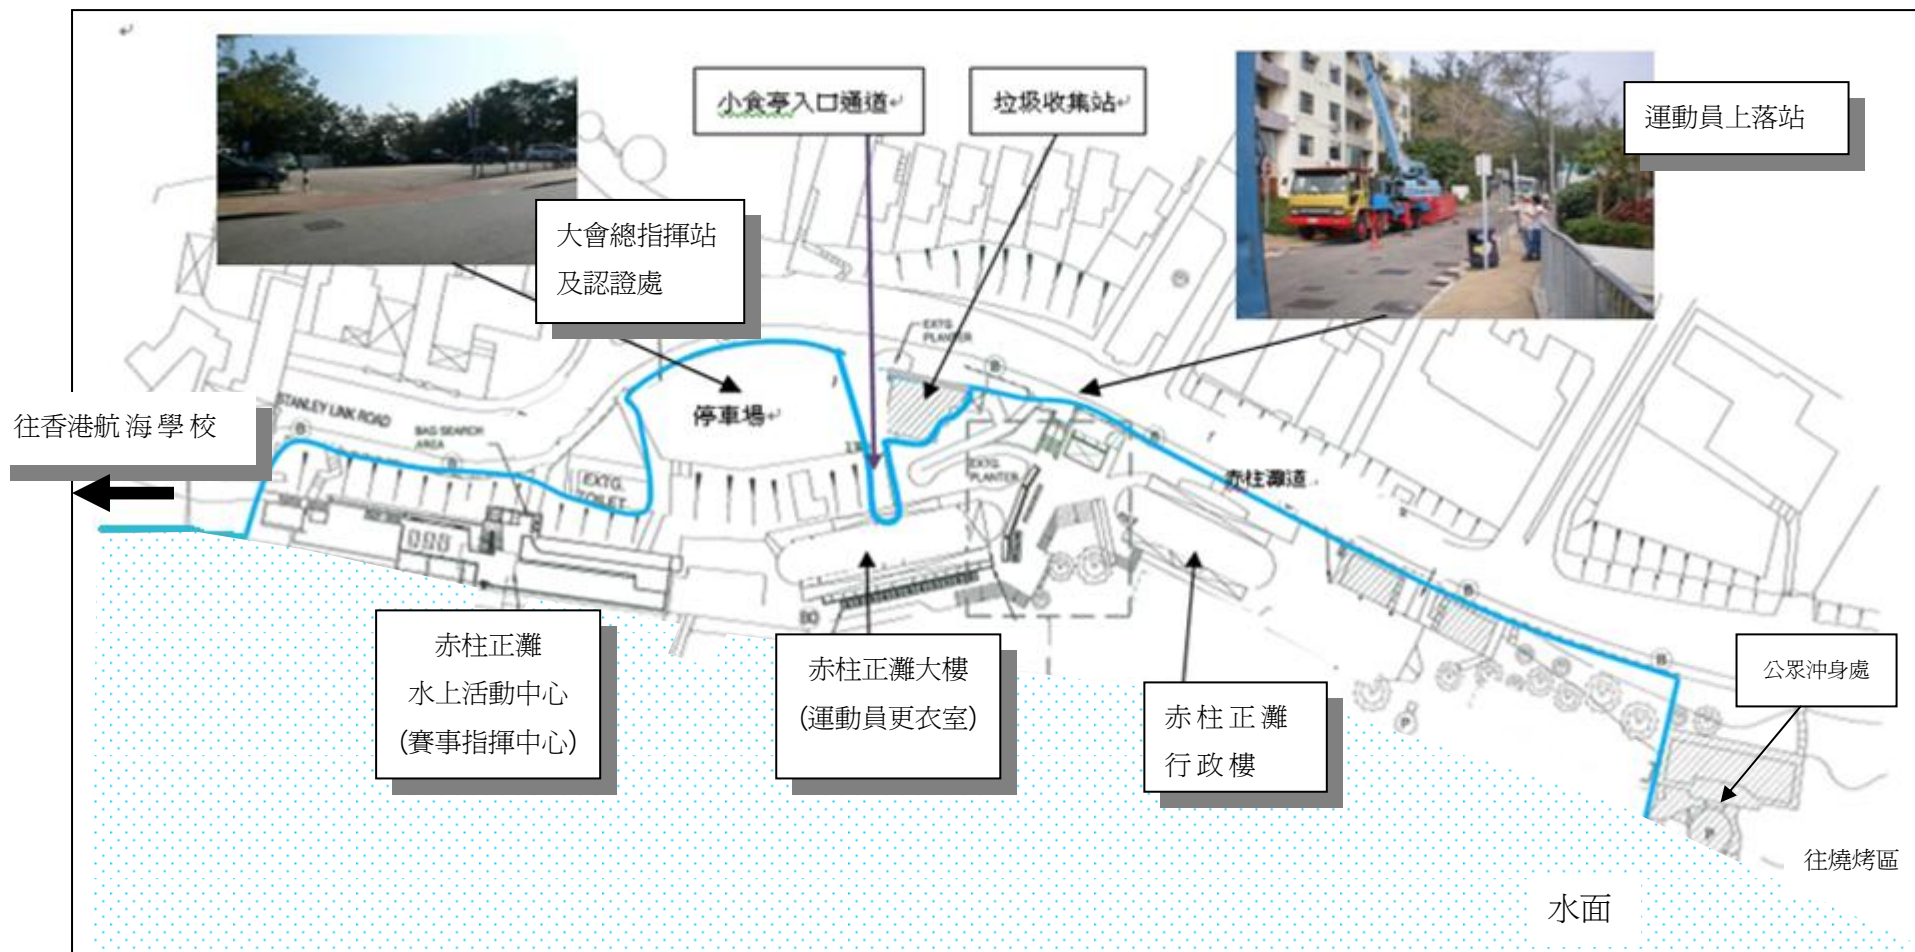 小食亭入口通道
垃圾收集站
運動員上落站
大會總指揮站
及認證處
EXTG.
PLANTER
B
停車場
往香港航海學校
STANLEY LINK ROAD
BAG SEARCH
AREA
B
B
EXTG.
TOILET
EXTG.
PLANTER
B
赤柱灘道
B
B
赤柱正灘
水上活動中心
(賽事指揮中心)
赤柱正灘大樓
(運動員更衣室)
赤柱正灘
行政樓
公眾沖身處
P
P
往燒烤區
水面